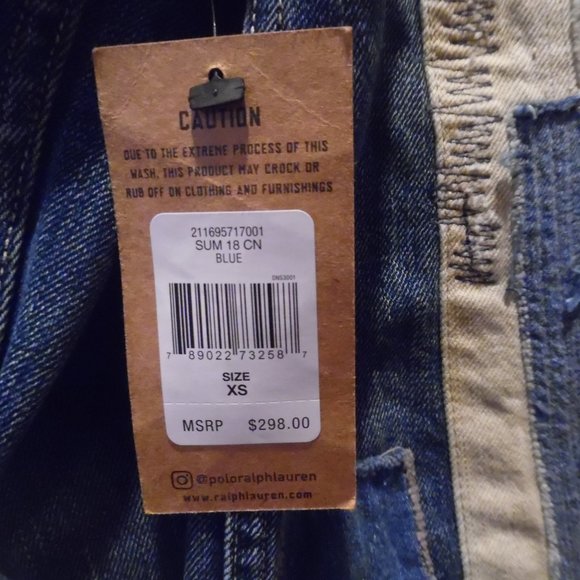 CAUTION
DUE TO THE EXTREME PROCESS OF THIS
WASH, THIS PRODUCT MAY CROCK OR
RUB OFF ON CLOTHING AND FURNISHINGS
211695717001
SUM 18 CN
BLUE
DNS3001
7 89022 73258 7
SIZE
XS
MSRP $298.00
@poloralphlauren
www.ralphlauren.com